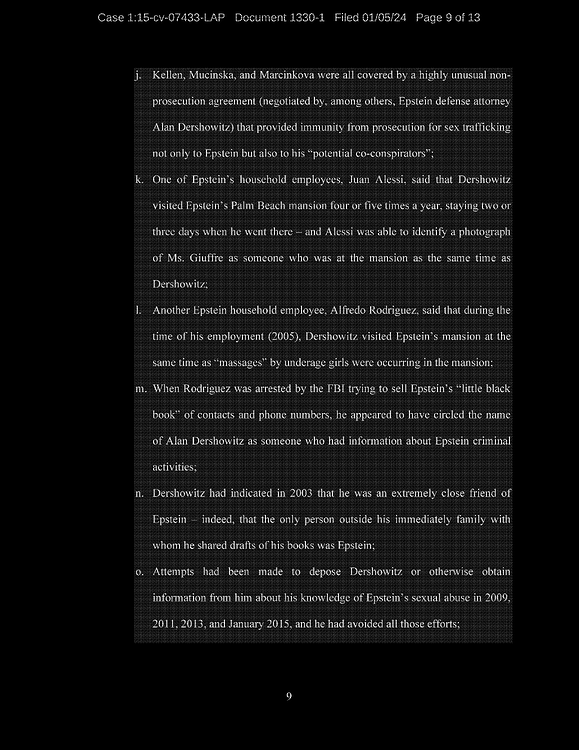 Case 1:15-cv-07433-LAP Document 1330-1 Filed 01/05/24 Page 9 of 13
j. Kellen, Mucinska, and Marcinkova were all covered by a highly unusual non-
prosecution agreement (negotiated by, among others, Epstein defense attorney
Alan Dershowitz) that provided immunity from prosecution for sex trafficking
not only to Epstein but also to his “potential co-conspirators”;
k. One of Epstein’s household employees, Juan Alessi, said that Dershowitz
visited Epstein’s Palm Beach mansion four or five times a year, staying two or
three days when he went there – and Alessi was able to identify a photograph
of Ms. Giuffre as someone who was at the mansion as the same time as
Dershowitz;
l. Another Epstein household employee, Alfredo Rodriguez, said that during the
time of his employment (2005), Dershowitz visited Epstein’s mansion at the
same time as “massages” by underage girls were occurring in the mansion;
m. When Rodriguez was arrested by the FBI trying to sell Epstein’s “little black
book” of contacts and phone numbers, he appeared to have circled the name
of Alan Dershowitz as someone who had information about Epstein criminal
activities;
n. Dershowitz had indicated in 2003 that he was an extremely close friend of
Epstein – indeed, that the only person outside his immediately family with
whom he shared drafts of his books was Epstein;
o. Attempts had been made to depose Dershowitz or otherwise obtain
information from him about his knowledge of Epstein’s sexual abuse in 2009,
2011, 2013, and January 2015, and he had avoided all those efforts;
9